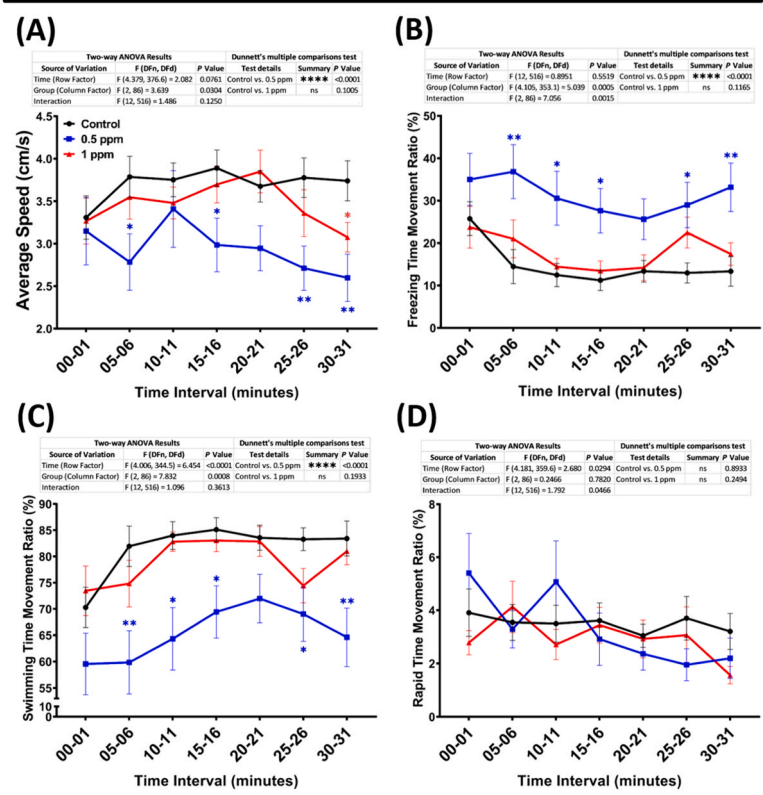 (A)
Two-way ANOVA Results Dunnett's multiple comparisons test
Source of Variation F (DFn, DFd) P Value Test details Summary P Value
Time (Row Factor) F (4.379, 376.6) = 2.082 0.0761 Control vs. 0.5 ppm **** <0.0001
Group (Column Factor) F (2, 86) = 3.639 0.0304 Control vs. 1 ppm ns 0.1005
Interaction F (12, 516) = 1.486 0.1250
Control
0.5 ppm
1 ppm
Average Speed (cm/s)
4.5
4.0
3.5
3.0
2.5
2.0
*
*
*
**
**
00-01 05-06 10-11 15-16 20-21 25-26 30-31
Time Interval (minutes)
(B)
Two-way ANOVA Results Dunnett's multiple comparisons test
Source of Variation F (DFn, DFd) P Value Test details Summary P Value
Time (Row Factor) F (12, 516) = 0.8951 0.5519 Control vs. 0.5 ppm **** <0.0001
Group (Column Factor) F (4.105, 353.1) = 5.039 0.0005 Control vs. 1 ppm ns 0.1165
Interaction F (2, 86) = 7.056 0.0015
Freezing Time Movement Ratio (%)
50
40
30
20
10
0
**
*
*
*
**
00-01 05-06 10-11 15-16 20-21 25-26 30-31
Time Interval (minutes)
(C)
Two-way ANOVA Results Dunnett's multiple comparisons test
Source of Variation F (DFn, DFd) P Value Test details Summary P Value
Time (Row Factor) F (4.006, 344.5) = 6.454 <0.0001 Control vs. 0.5 ppm **** <0.0001
Group (Column Factor) F (2, 86) = 7.832 0.0008 Control vs. 1 ppm ns 0.1933
Interaction F (12, 516) = 1.096 0.3613
Swimming Time Movement Ratio (%)
90
85
80
75
70
65
60
55
10
0
**
*
*
*
**
00-01 05-06 10-11 15-16 20-21 25-26 30-31
Time Interval (minutes)
(D)
Two-way ANOVA Results Dunnett's multiple comparisons test
Source of Variation F (DFn, DFd) P Value Test details Summary P Value
Time (Row Factor) F (4.181, 359.6) = 2.680 0.0294 Control vs. 0.5 ppm ns 0.8933
Group (Column Factor) F (2, 86) = 0.2466 0.7820 Control vs. 1 ppm ns 0.2494
Interaction F (12, 516) = 1.792 0.0466
Rapid Time Movement Ratio (%)
8
6
4
2
0
00-01 05-06 10-11 15-16 20-21 25-26 30-31
Time Interval (minutes)